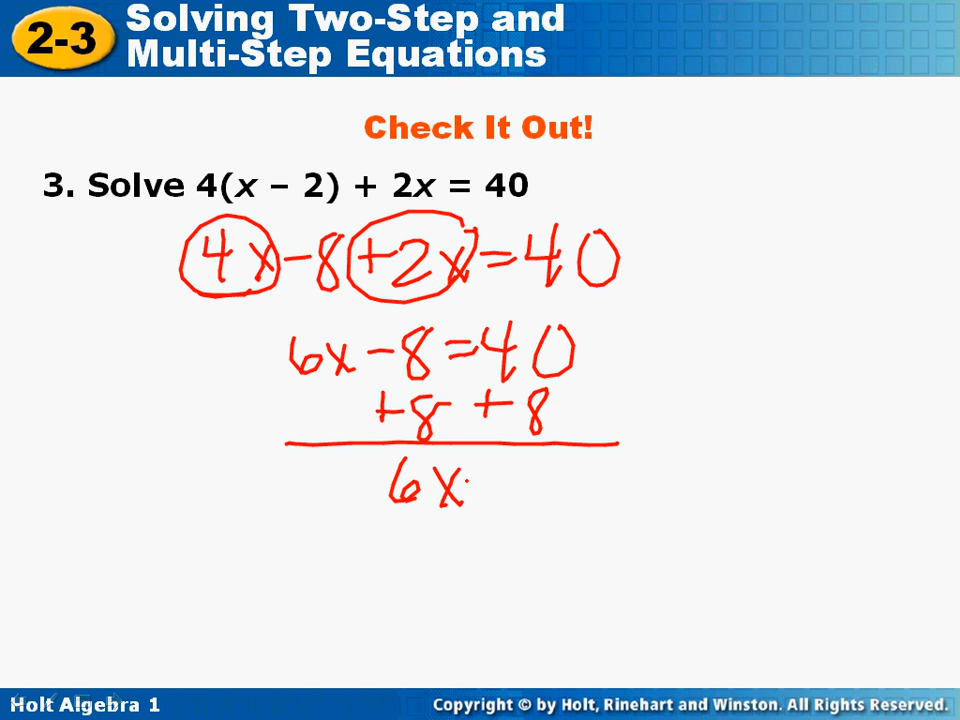 2-3
Solving Two-Step and
Multi-Step Equations
Check It Out!
3. Solve 4(x – 2) + 2x = 40
4x-8+2x=40
6x-8=40
+8 +8
6x
Holt Algebra 1
Copyright © by Holt, Rinehart and Winston. All Rights Reserved.